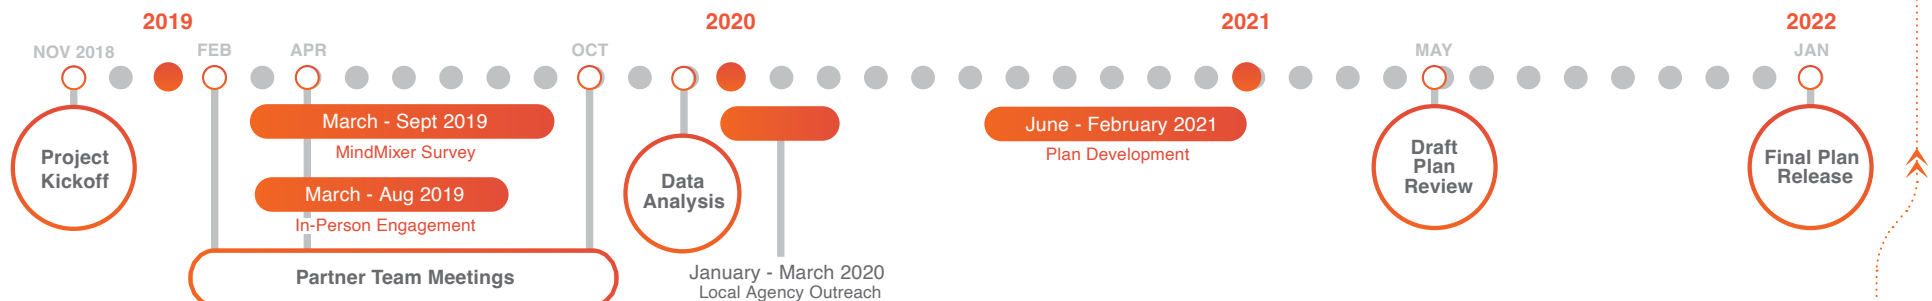 2019
2020
2021
2022
NOV 2018
FEB
APR
OCT
MAY
JAN
March - Sept 2019
MindMixer Survey
March - Aug 2019
In-Person Engagement
Project
Kickoff
Partner Team Meetings
Data
Analysis
January - March 2020
Local Agency Outreach
June - February 2021
Plan Development
Draft
Plan
Review
Final Plan
Release